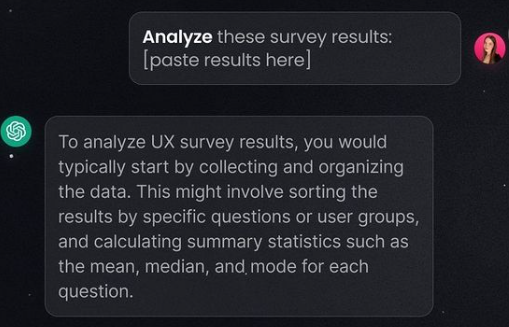 Analyze these survey results:
[paste results here]
To analyze UX survey results, you would
typically start by collecting and organizing
the data. This might involve sorting the
results by specific questions or user groups,
and calculating summary statistics such as
the mean, median, and mode for each
question.